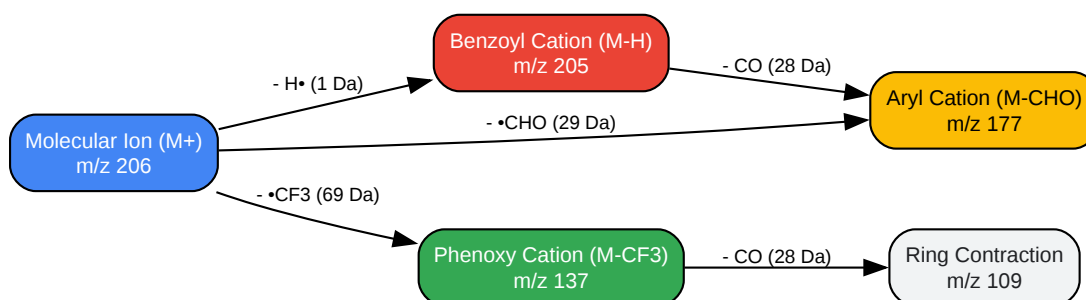 Benzoyl Cation (M-H)
m/z 205
- H• (1 Da)
- CO (28 Da)
Aryl Cation (M-CHO)
m/z 177
Molecular Ion (M+)
m/z 206
- •CHO (29 Da)
- •CF3 (69 Da)
Phenoxy Cation (M-CF3)
m/z 137
- CO (28 Da)
Ring Contraction
m/z 109